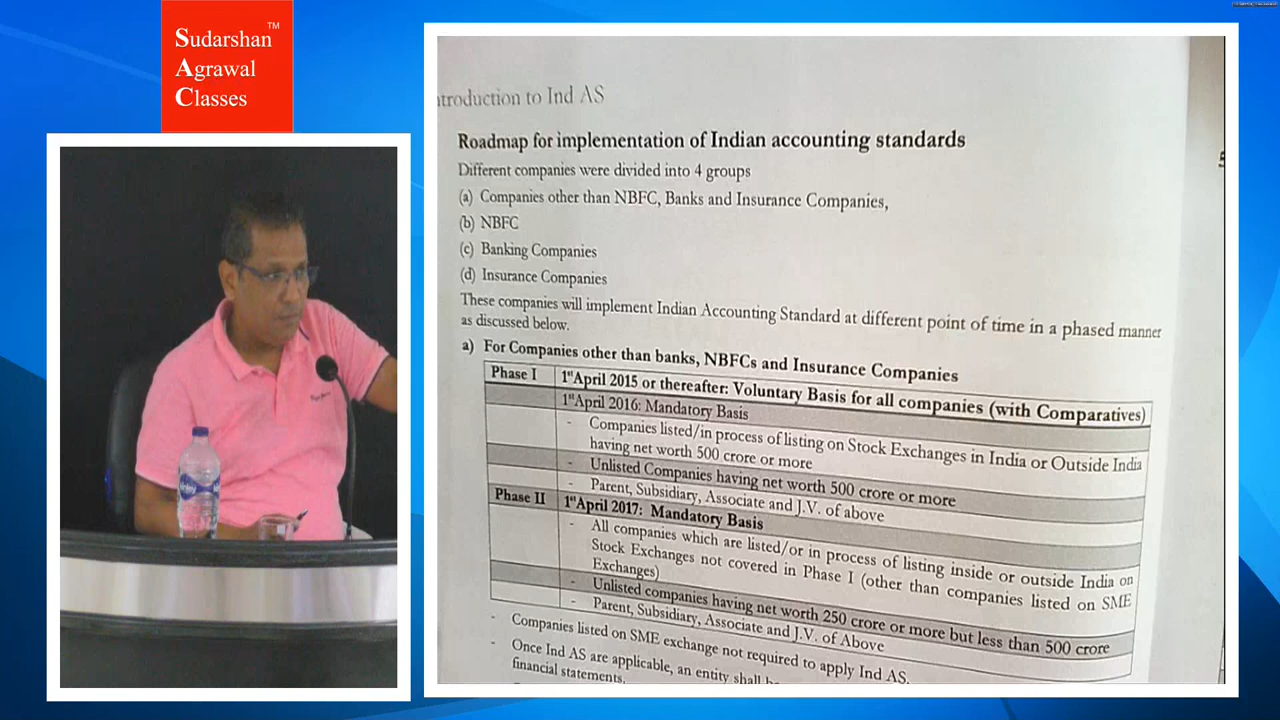 Sudarshan™
Agrawal
Classes
ntroduction to Ind AS
Roadmap for implementation of Indian accounting standards
Different companies were divided into 4 groups
(a) Companies other than NBFC, Banks and Insurance Companies,
(b) NBFC
(c) Banking Companies
(d) Insurance Companies
These companies will implement Indian Accounting Standard at different point of time in a phased manner
as discussed below.
a) For Companies other than banks, NBFCs and Insurance Companies
Phase I 1st April 2015 or thereafter: Voluntary Basis for all companies (with Comparatives)
1st April 2016: Mandatory Basis
- Companies listed/in process of listing on Stock Exchanges in India or Outside India
having net worth 500 crore or more
- Unlisted Companies having net worth 500 crore or more
- Parent, Subsidiary, Associate and J.V. of above
Phase II 1st April 2017: Mandatory Basis
- All companies which are listed/or in process of listing inside or outside India on
Stock Exchanges not covered in Phase I (other than companies listed on SME
Exchanges)
- Unlisted companies having net worth 250 crore or more but less than 500 crore
- Parent, Subsidiary, Associate and J.V. of Above
- Companies listed on SME exchange not required to apply Ind AS.
- Once Ind AS are applicable, an entity shall
financial statements.